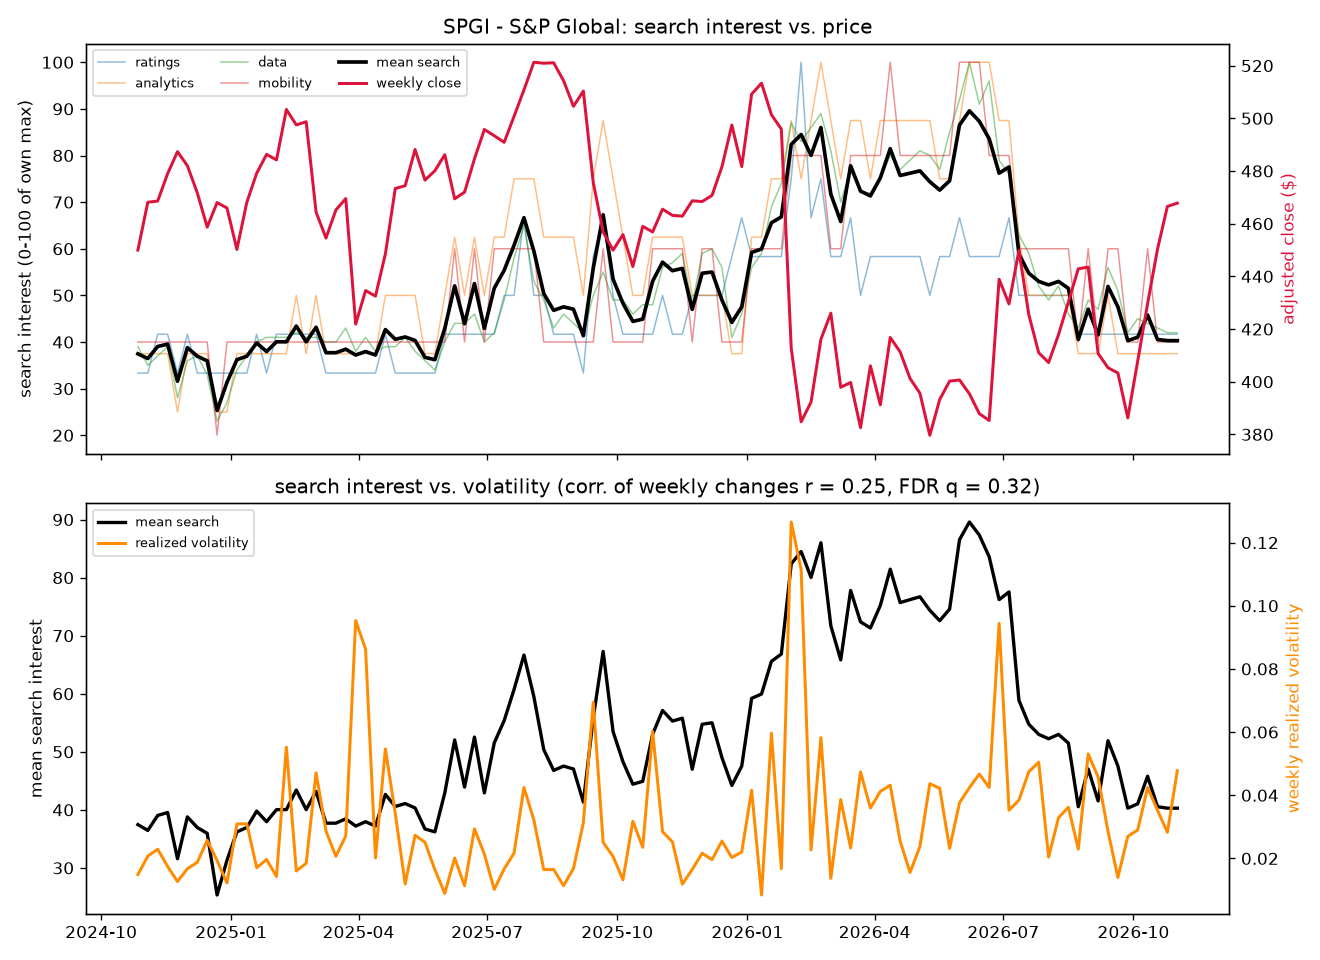 SPGI - S&P Global: search interest vs. price
ratings
analytics
data
mobility
mean search
weekly close
search interest (0-100 of own max)
100
90
80
70
60
50
40
30
20
adjusted close ($)
520
500
480
460
440
420
400
380
search interest vs. volatility (corr. of weekly changes r = 0.25, FDR q = 0.32)
mean search
realized volatility
mean search interest
90
80
70
60
50
40
30
weekly realized volatility
0.12
0.10
0.08
0.06
0.04
0.02
2024-10
2025-01
2025-04
2025-07
2025-10
2026-01
2026-04
2026-07
2026-10